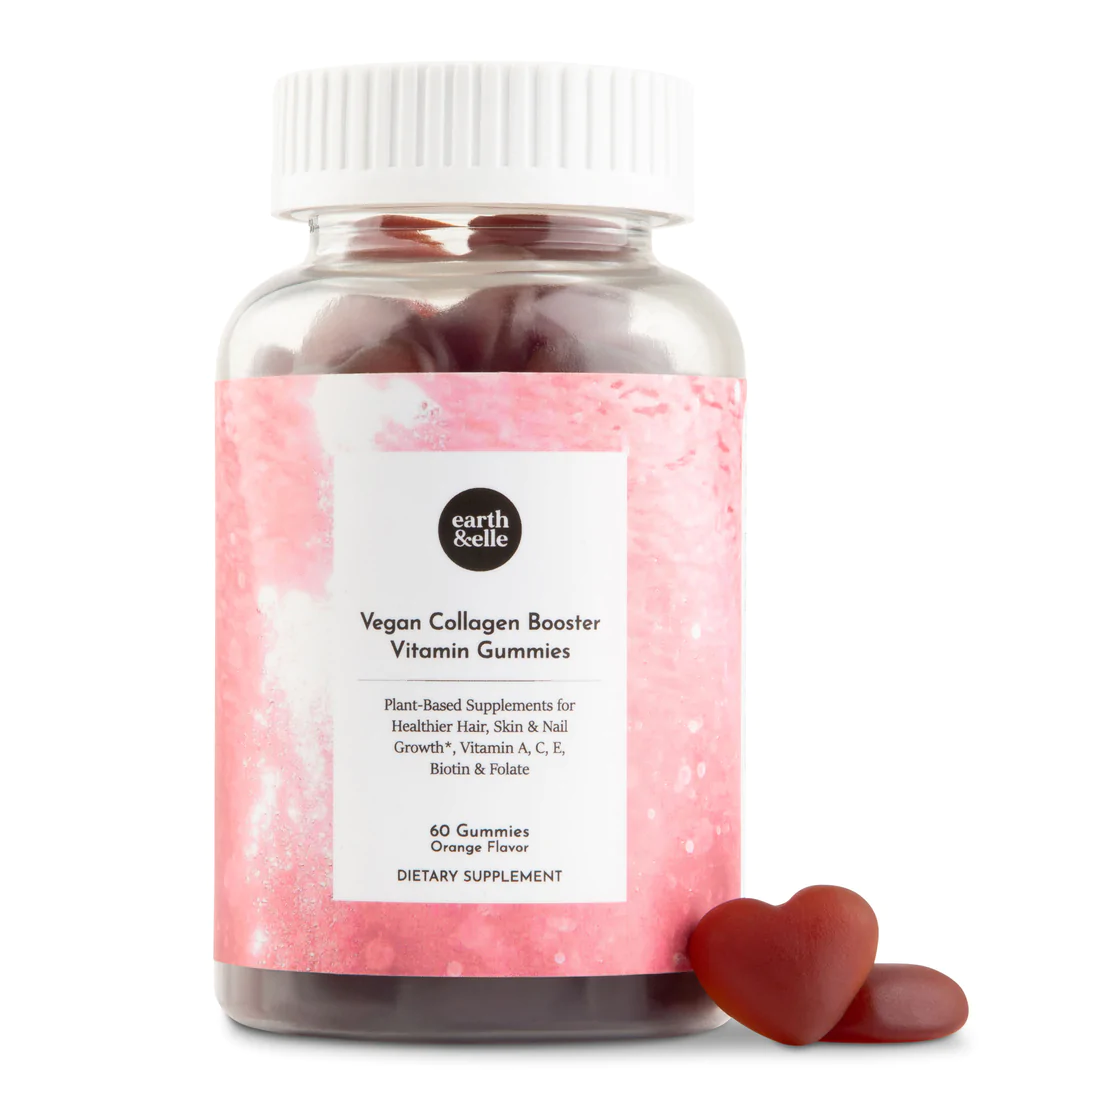 earth
&elle
Vegan Collagen Booster
Vitamin Gummies
Plant-Based Supplements for
Healthier Hair, Skin & Nail
Growth*, Vitamin A, C, E,
Biotin & Folate
60 Gummies
Orange Flavor
DIETARY SUPPLEMENT